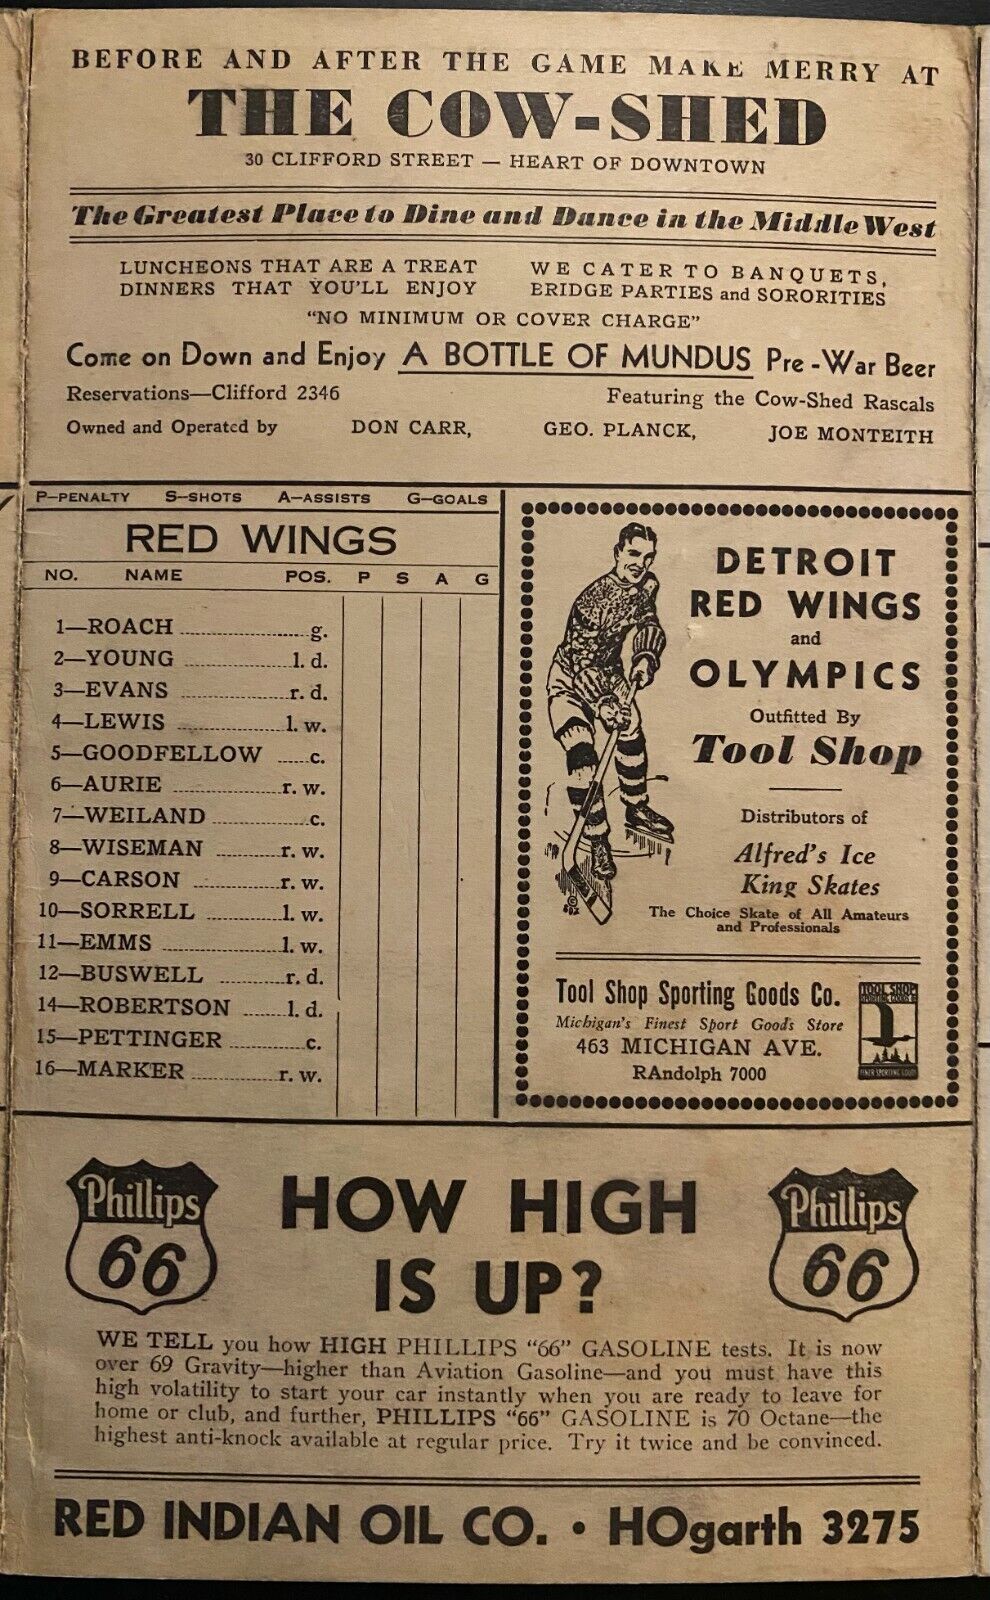 BEFORE AND AFTER THE GAME MAKE MERRY AT
THE COW-SHED
30 CLIFFORD STREET — HEART OF DOWNTOWN
The Greatest Place to Dine and Dance in the Middle West
LUNCHEONS THAT ARE A TREAT
DINNERS THAT YOU'LL ENJOY
WE CATER TO BANQUETS,
BRIDGE PARTIES and SORORITIES
"NO MINIMUM OR COVER CHARGE"
Come on Down and Enjoy A BOTTLE OF MUNDUS Pre-War Beer
Reservations—Clifford 2346 Featuring the Cow-Shed Rascals
Owned and Operated by DON CARR, GEO. PLANCK, JOE MONTEITH
P—PENALTY S—SHOTS A—ASSISTS G—GOALS
RED WINGS
NO. NAME POS. P S A G
1—ROACH g.
2—YOUNG l. d.
3—EVANS r. d.
4—LEWIS l. w.
5—GOODFELLOW c.
6—AURIE r. w.
7—WEILAND c.
8—WISEMAN r. w.
9—CARSON r. w.
10—SORRELL l. w.
11—EMMS l. w.
12—BUSWELL r. d.
14—ROBERTSON l. d.
15—PETTINGER c.
16—MARKER r. w.
DETROIT
RED WINGS
and
OLYMPICS
Outfitted By
Tool Shop
Distributors of
Alfred's Ice
King Skates
The Choice Skate of All Amateurs
and Professionals
Tool Shop Sporting Goods Co.
Michigan's Finest Sport Goods Store
463 MICHIGAN AVE.
RAndolph 7000
TOOL SHOP
SPORTING GOODS
FINER SPORTING GOODS
Phillips
66
HOW HIGH
IS UP?
Phillips
66
WE TELL you how HIGH PHILLIPS "66" GASOLINE tests. It is now
over 69 Gravity—higher than Aviation Gasoline—and you must have this
high volatility to start your car instantly when you are ready to leave for
home or club, and further, PHILLIPS "66" GASOLINE is 70 Octane—the
highest anti-knock available at regular price. Try it twice and be convinced.
RED INDIAN OIL CO. • HOgarth 3275